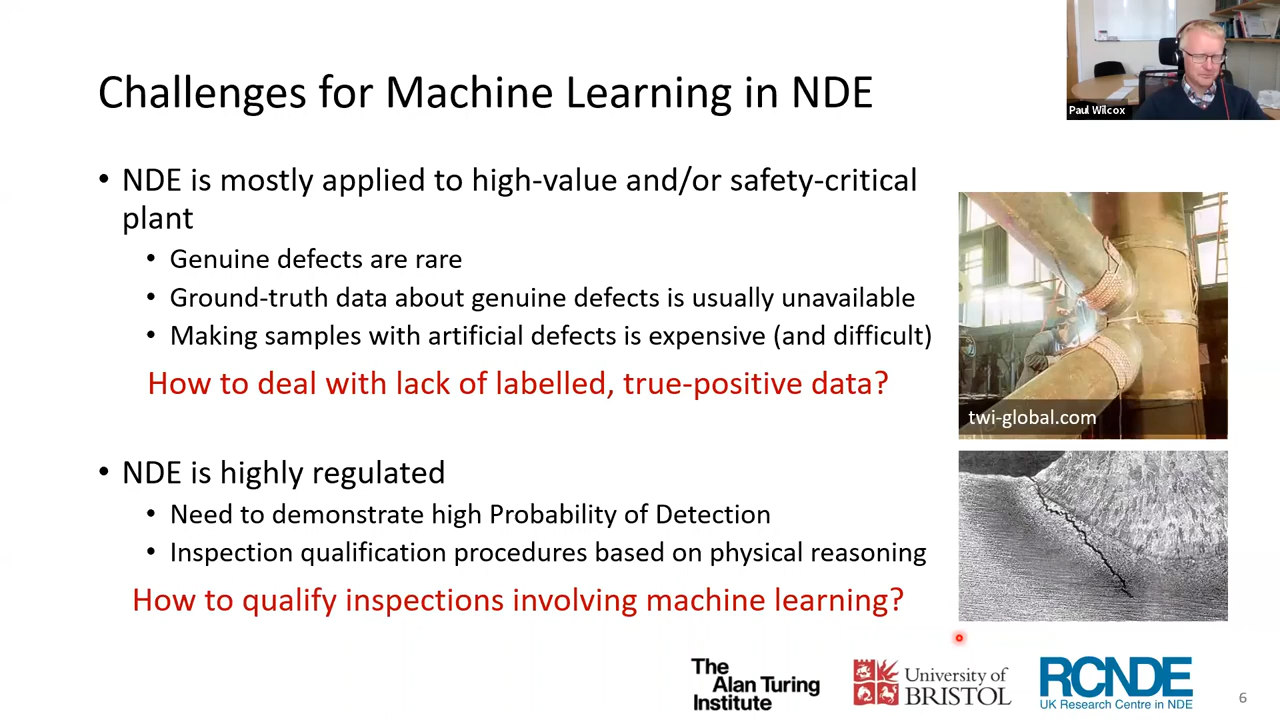 Challenges for Machine Learning in NDE
Paul Wilcox
• NDE is mostly applied to high-value and/or safety-critical
plant
• Genuine defects are rare
• Ground-truth data about genuine defects is usually unavailable
• Making samples with artificial defects is expensive (and difficult)
How to deal with lack of labelled, true-positive data?
twi-global.com
• NDE is highly regulated
• Need to demonstrate high Probability of Detection
• Inspection qualification procedures based on physical reasoning
How to qualify inspections involving machine learning?
The
Alan Turing
Institute
University of
BRISTOL
RCNDE
UK Research Centre in NDE
6